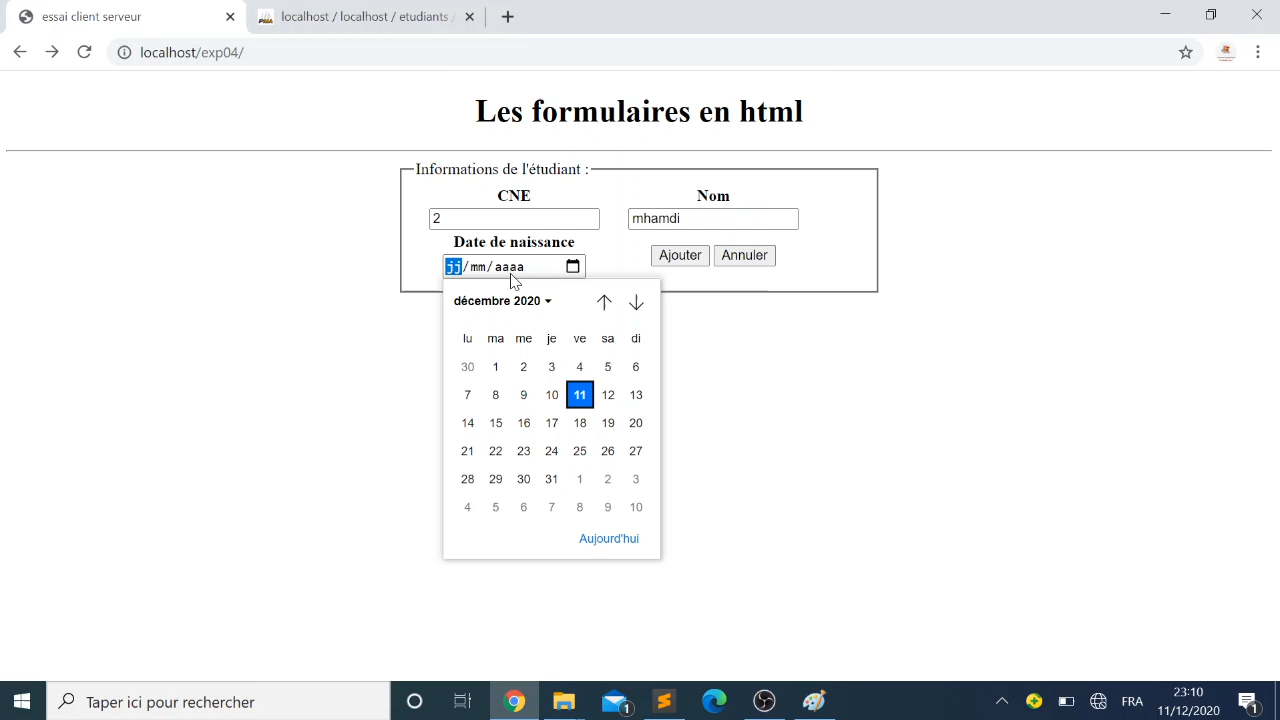 essai client serveur
localhost / localhost / etudiants /
localhost/exp04/
Les formulaires en html
Informations de l'étudiant :
CNE Nom
2 mhamdi
Date de naissance
Ajouter Annuler
jj/mm/aaaa
décembre 2020
lu ma me je ve sa di
30 1 2 3 4 5 6
7 8 9 10 11 12 13
14 15 16 17 18 19 20
21 22 23 24 25 26 27
28 29 30 31 1 2 3
4 5 6 7 8 9 10
Aujourd'hui
Taper ici pour rechercher
1
FRA
23:10
11/12/2020
1